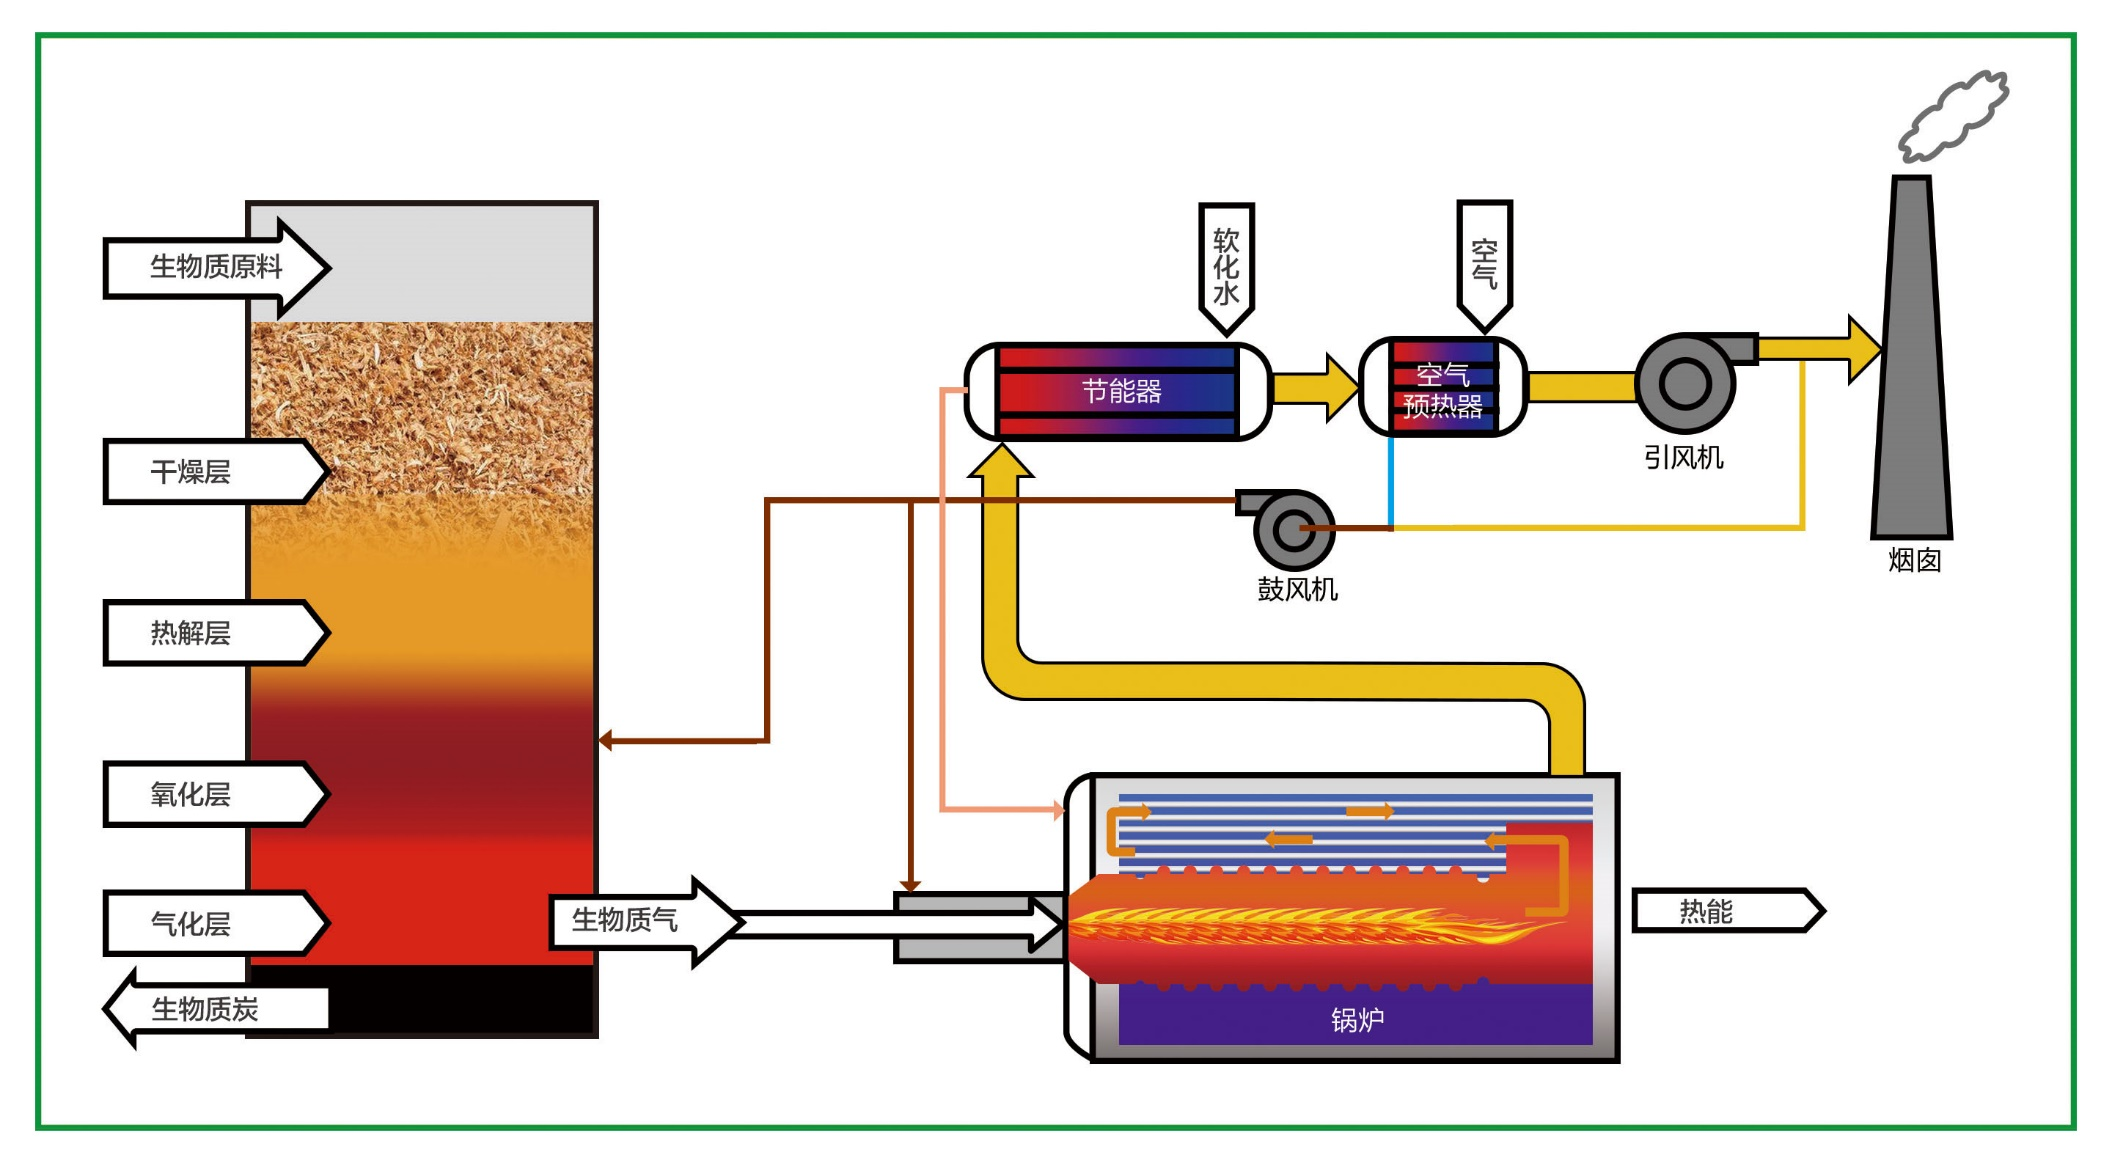 生物质原料
干燥层
热解层
氧化层
气化层
生物质炭
生物质气
软化水
空气
节能器
空气
预热器
引风机
鼓风机
烟囱
锅炉
热能